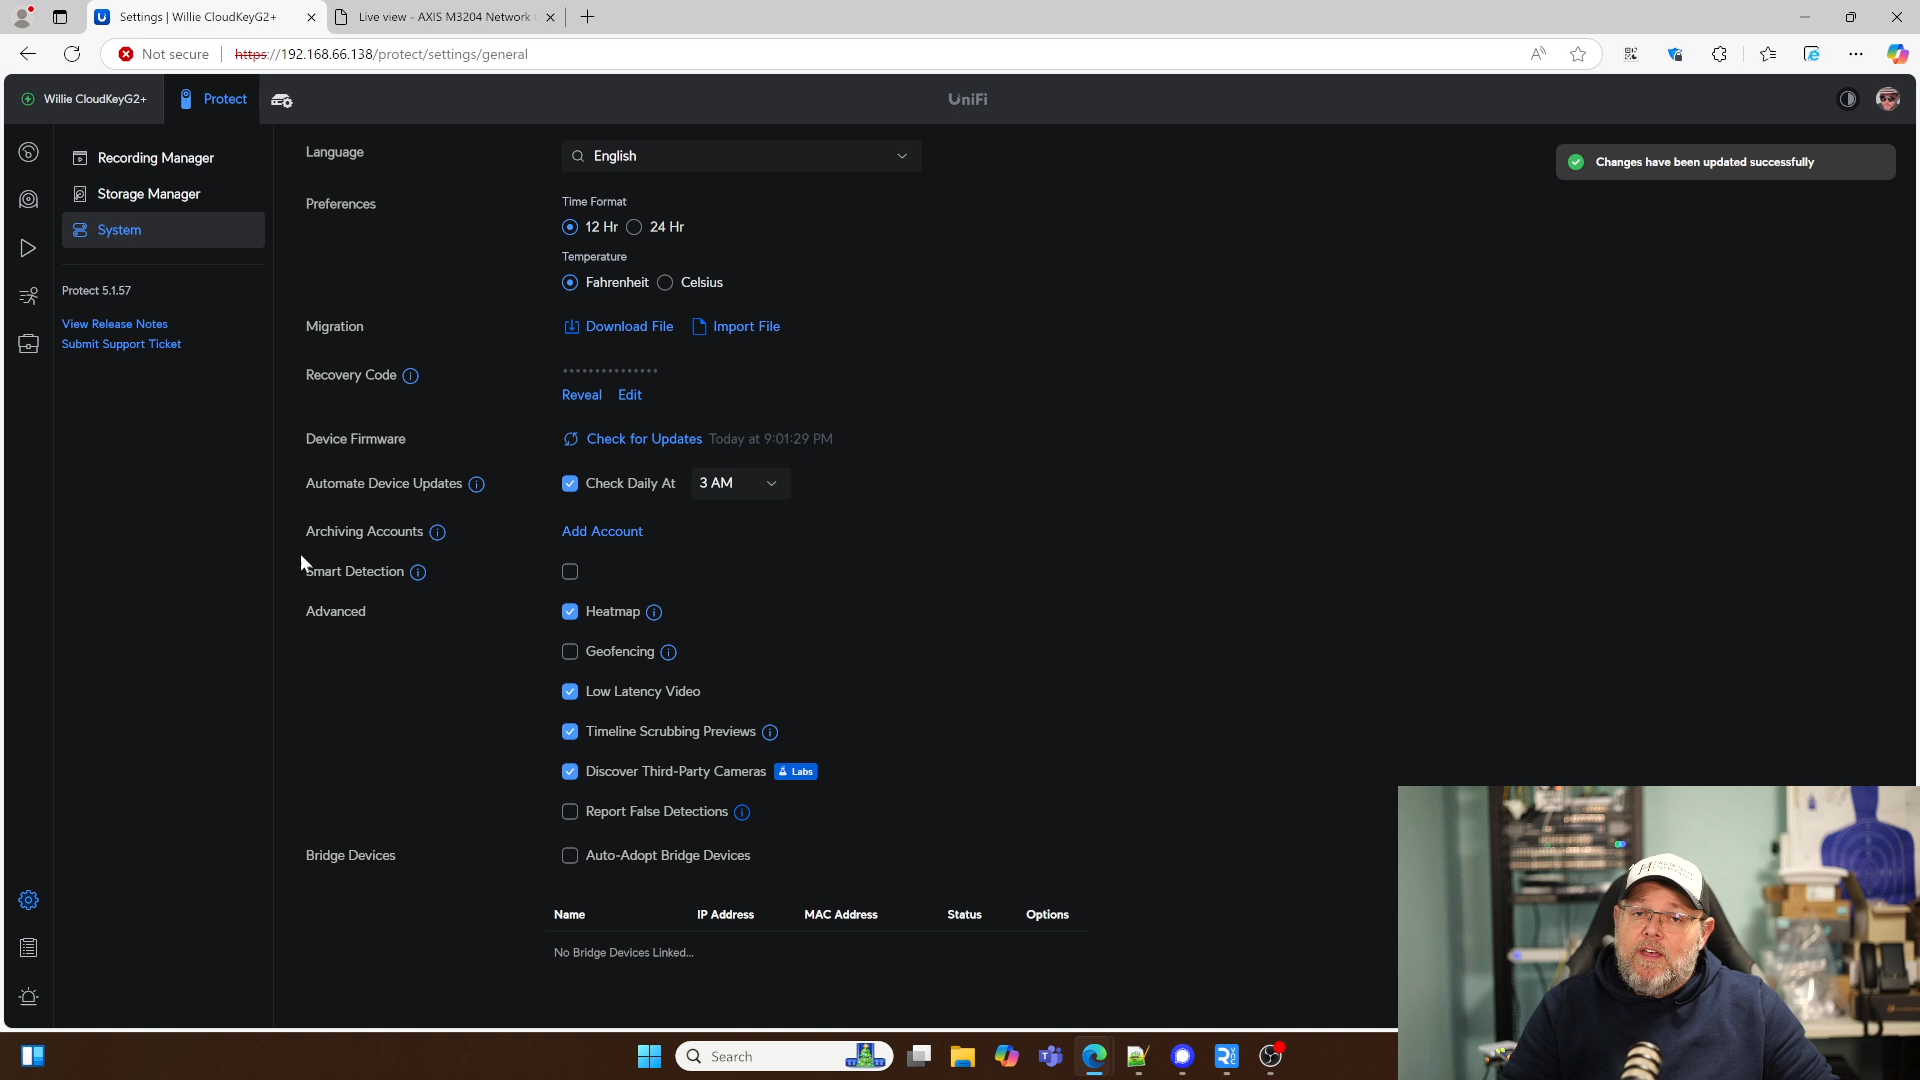 Settings | Willie CloudKeyG2+
Live view - AXIS M3204 Network
Not secure
https://192.168.66.138/protect/settings/general
Willie CloudKeyG2+
Protect
UniFi
Recording Manager
Storage Manager
System
Protect 5.1.57
View Release Notes
Submit Support Ticket
Changes have been updated successfully
Language
English
Preferences
Time Format
12 Hr
24 Hr
Temperature
Fahrenheit
Celsius
Migration
Download File
Import File
Recovery Code
Reveal
Edit
Device Firmware
Check for Updates
Today at 9:01:29 PM
Automate Device Updates
Check Daily At
3 AM
Archiving Accounts
Add Account
Smart Detection
Advanced
Heatmap
Geofencing
Low Latency Video
Timeline Scrubbing Previews
Discover Third-Party Cameras
Labs
Report False Detections
Bridge Devices
Auto-Adopt Bridge Devices
Name
IP Address
MAC Address
Status
Options
No Bridge Devices Linked...
Search